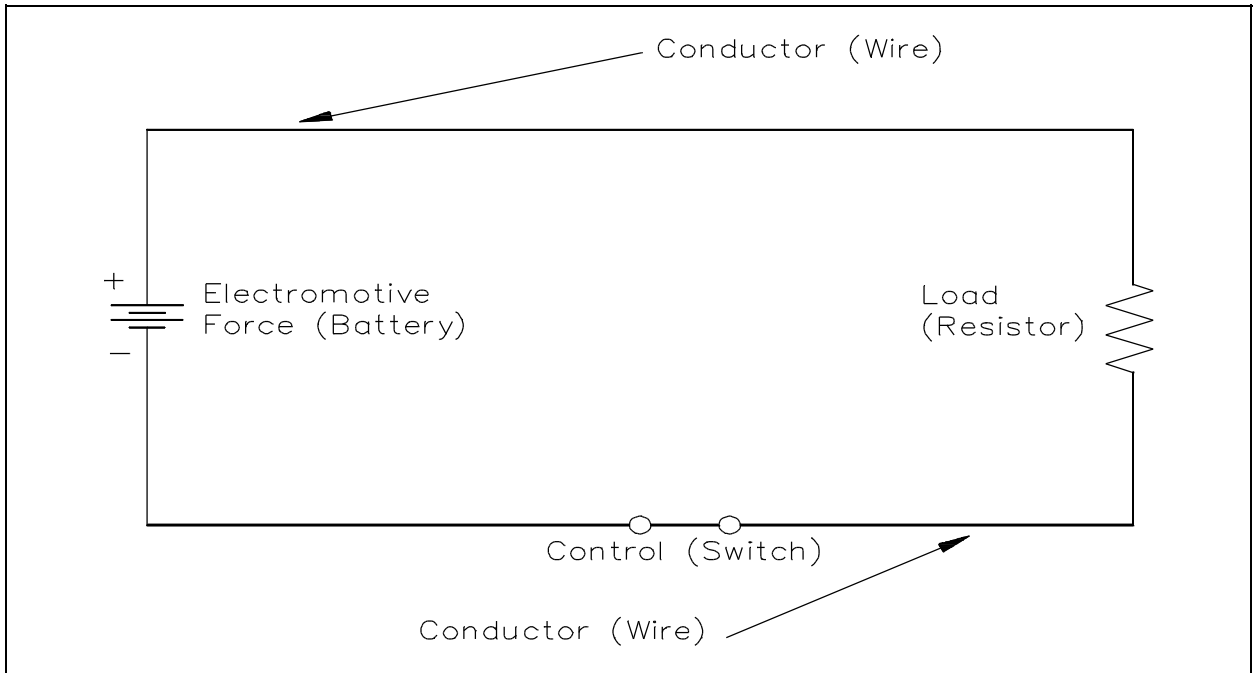 Conductor (Wire)
+
Electromotive
Force (Battery)
−
Load
(Resistor)
Control (Switch)
Conductor (Wire)